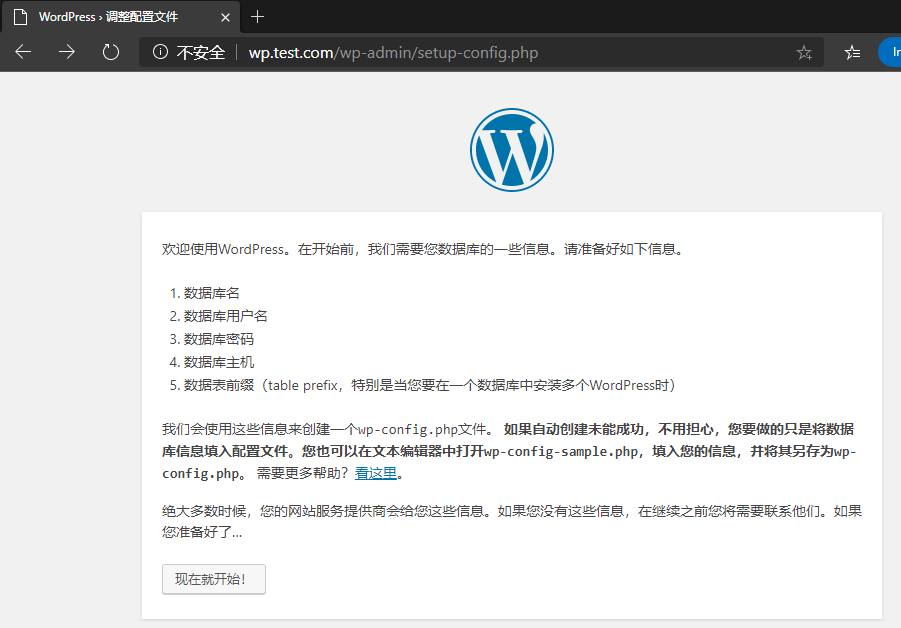 WordPress › 调整配置文件
不安全 wp.test.com/wp-admin/setup-config.php
欢迎使用WordPress。在开始前，我们需要您数据库的一些信息。请准备好如下信息。
1. 数据库名
2. 数据库用户名
3. 数据库密码
4. 数据库主机
5. 数据表前缀（table prefix，特别是当您要在一个数据库中安装多个WordPress时）
我们会使用这些信息来创建一个wp-config.php文件。 如果自动创建未能成功，不用担心，您要做的只是将数据
库信息填入配置文件。您也可以在文本编辑器中打开wp-config-sample.php，填入您的信息，并将其另存为wp-
config.php。 需要更多帮助？看这里。
绝大多数时候，您的网站服务提供商会给您这些信息。如果您没有这些信息，在继续之前您将需要联系他们。如果
您准备好了...
现在就开始！